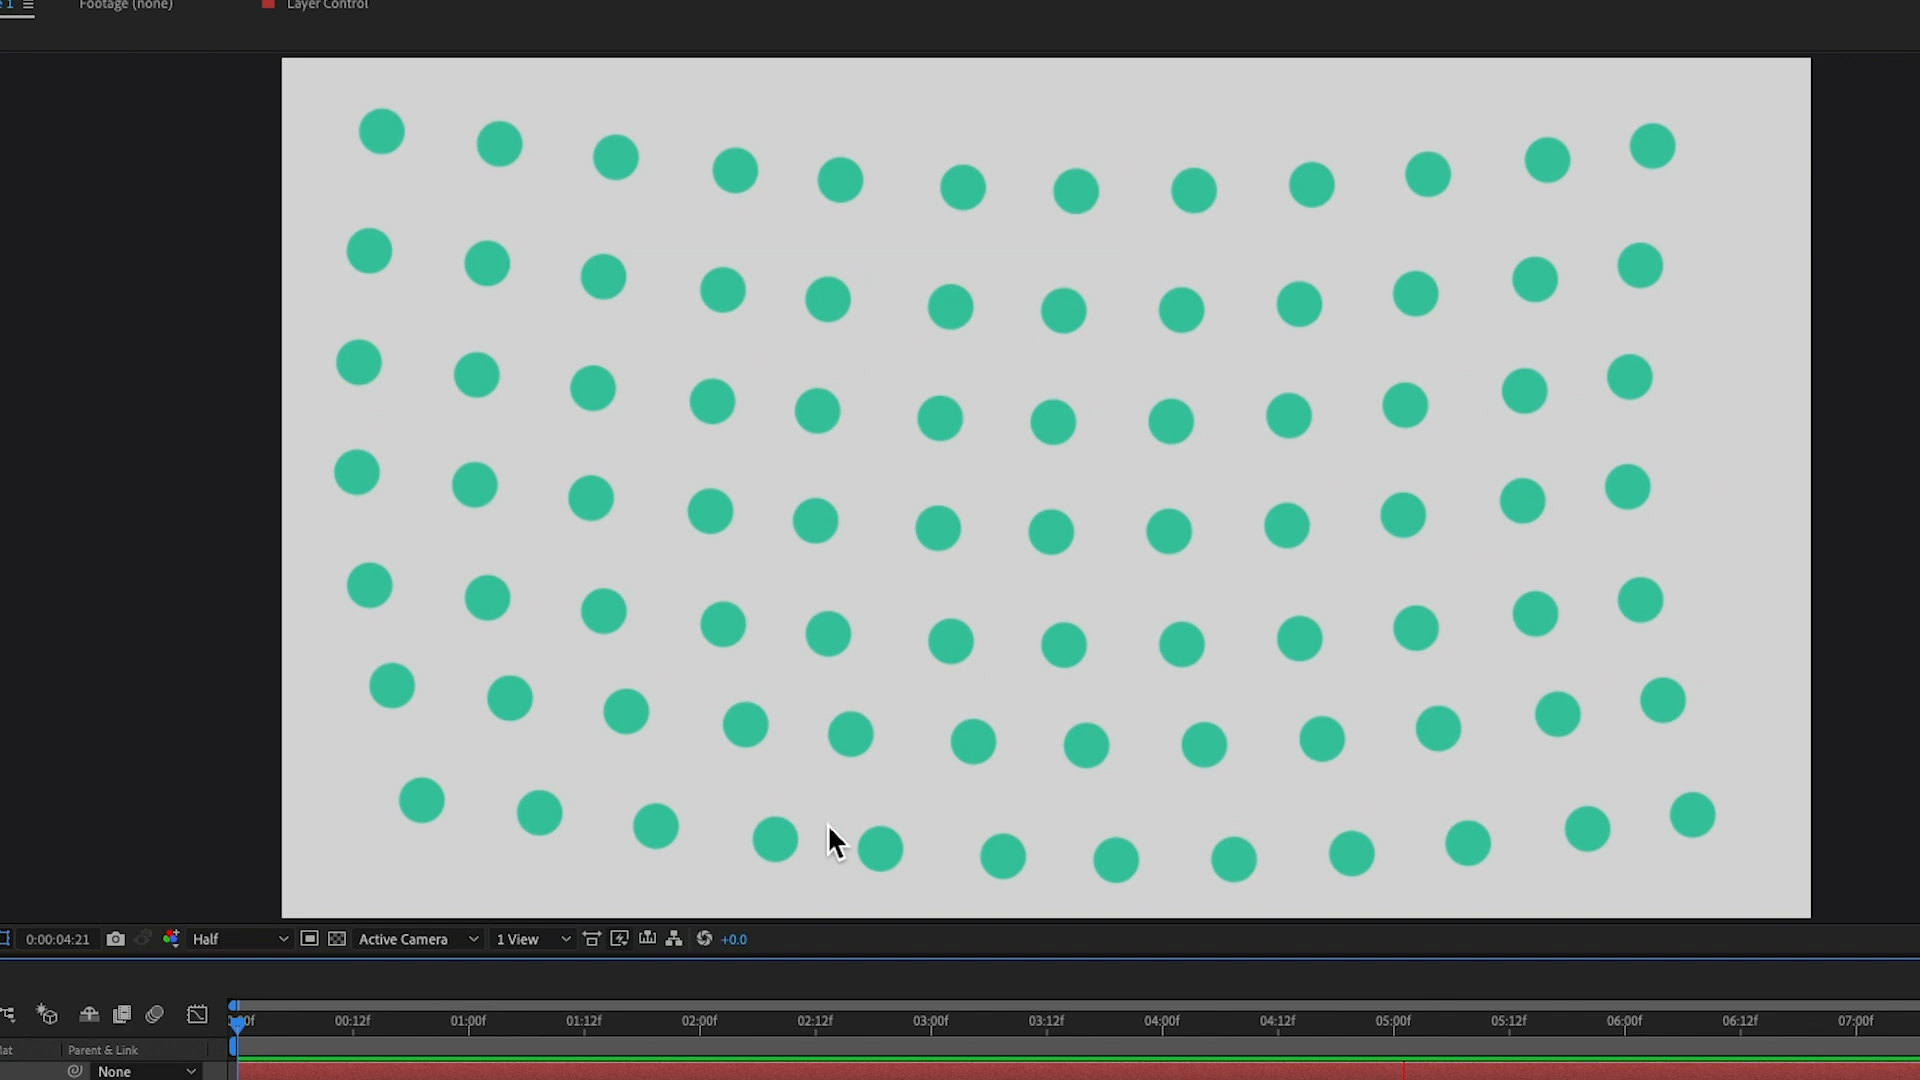 Footage (none)
Layer Control
0:00:04:21
Half
Active Camera
1 View
+0.0
00:12f
01:00f
01:12f
02:00f
02:12f
03:00f
03:12f
04:00f
04:12f
05:00f
05:12f
06:00f
06:12f
07:00f
Parent & Link
None